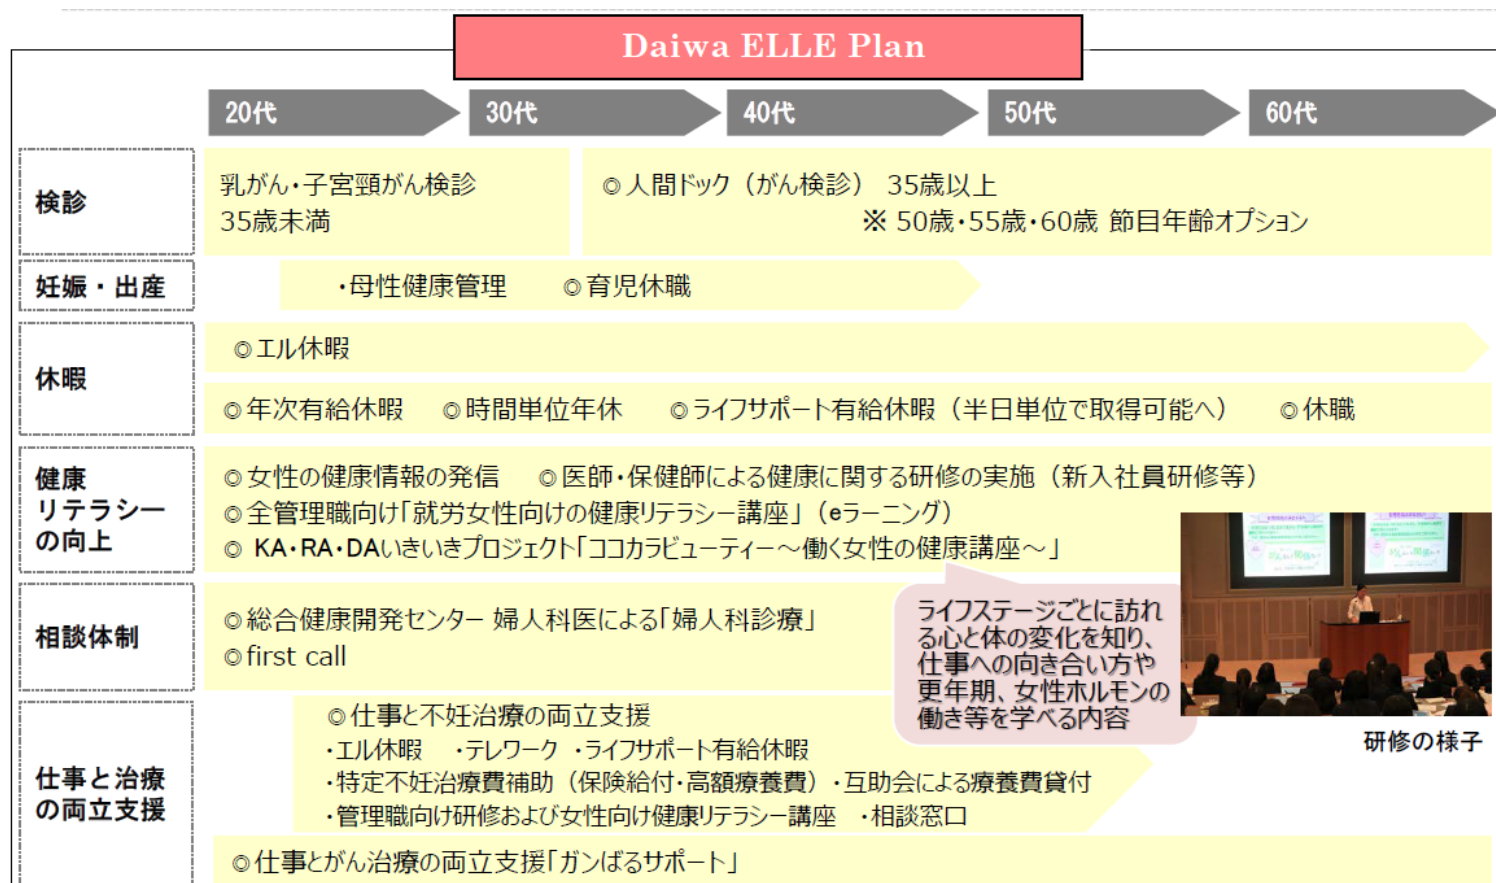 Daiwa ELLE Plan
20代
30代
40代
50代
60代
検診
乳がん・子宮頸がん検診
35歳未満
◎人間ドック（がん検診） 35歳以上
※ 50歳・55歳・60歳 節目年齢オプション
妊娠・出産
・母性健康管理
◎育児休職
休暇
◎エル休暇
◎年次有給休暇
◎時間単位年休
◎ライフサポート有給休暇（半日単位で取得可能へ）
◎休職
健康
リテラシー
の向上
◎女性の健康情報の発信
◎医師・保健師による健康に関する研修の実施（新入社員研修等）
◎全管理職向け「就労女性向けの健康リテラシー講座」（eラーニング）
◎ KA・RA・DAいきいきプロジェクト「ココカラビューティー～働く女性の健康講座～」
ライフステージごとに訪れ
る心と体の変化を知り、
仕事への向き合い方や
更年期、女性ホルモンの
働き等を学べる内容
研修の様子
相談体制
◎総合健康開発センター 婦人科医による「婦人科診療」
◎first call
仕事と治療
の両立支援
◎仕事と不妊治療の両立支援
・エル休暇 ・テレワーク ・ライフサポート有給休暇
・特定不妊治療費補助（保険給付・高額療養費）・互助会による療養費貸付
・管理職向け研修および女性向け健康リテラシー講座 ・相談窓口
◎仕事とがん治療の両立支援「ガンばるサポート」